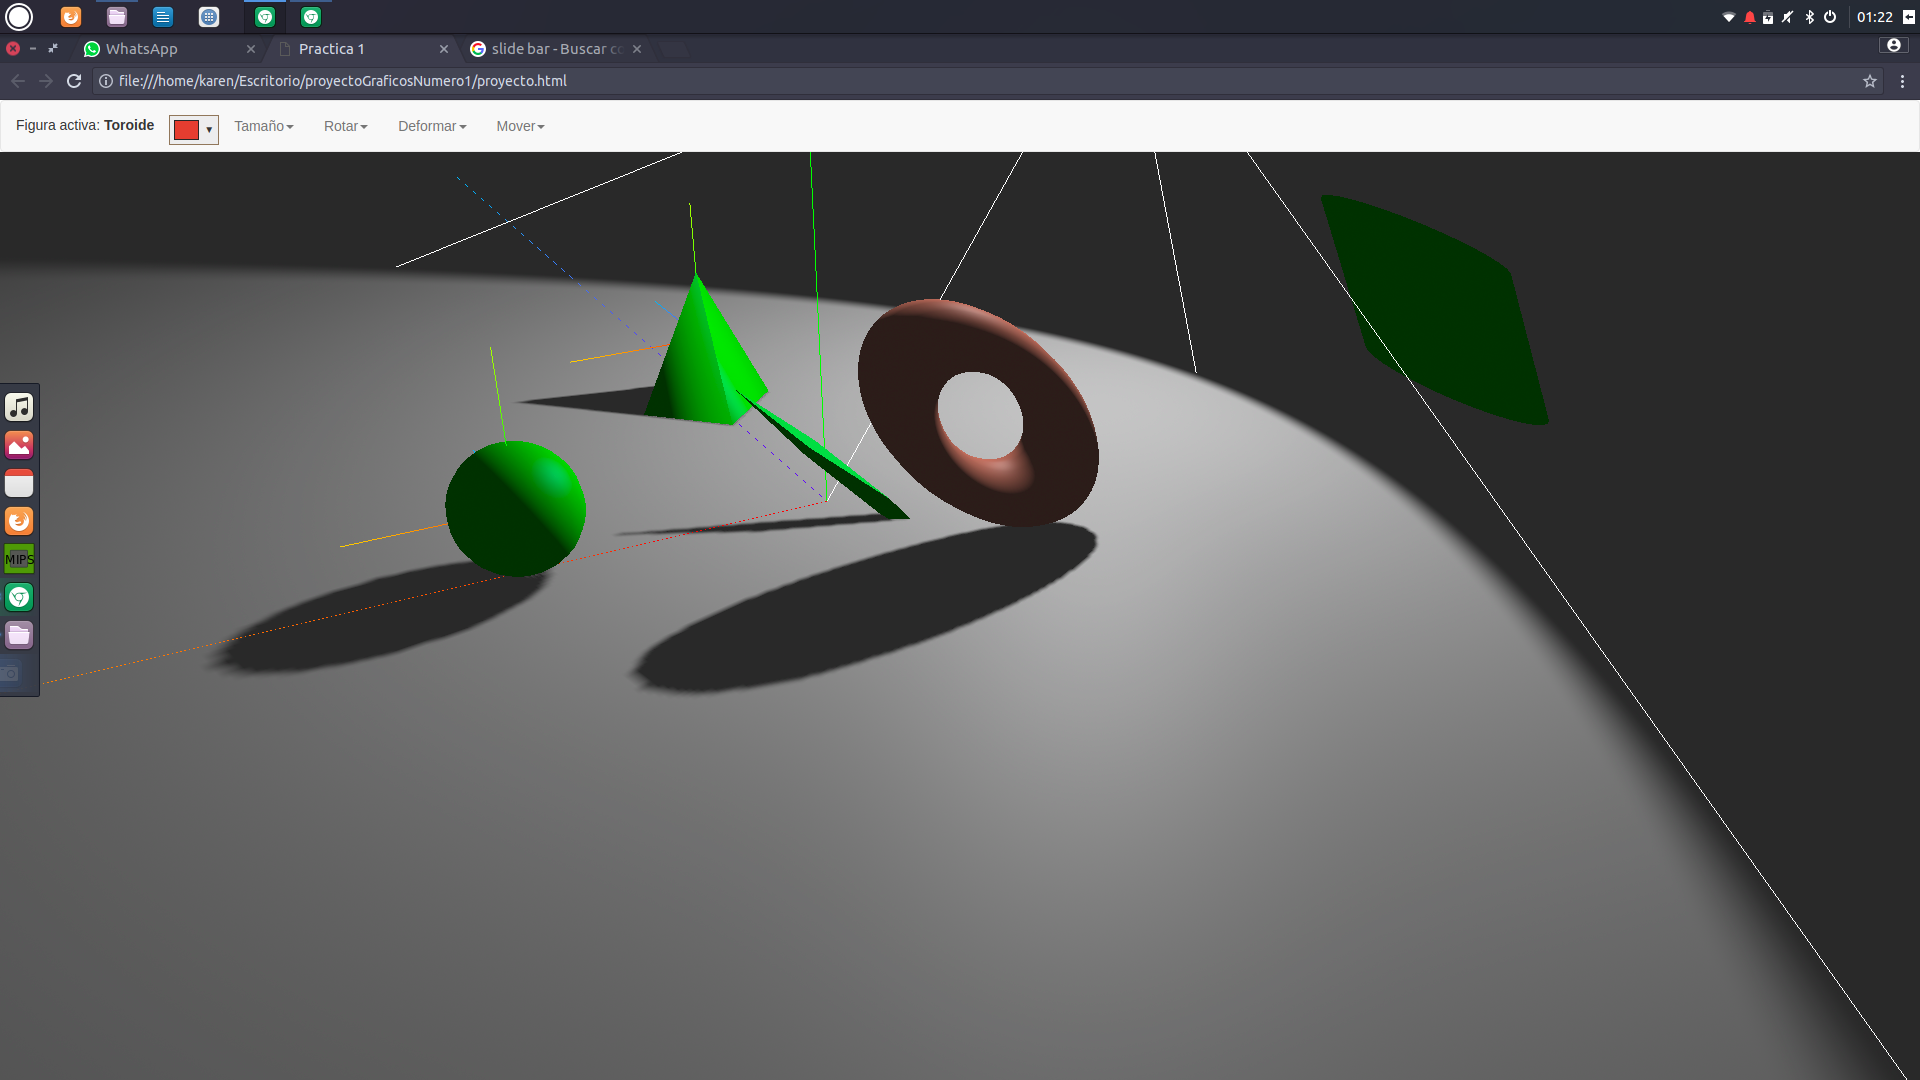 01:22
WhatsApp
Practica 1
slide bar - Buscar co
file:///home/karen/Escritorio/proyectoGraficosNumero1/proyecto.html
Figura activa: Toroide
Tamaño
Rotar
Deformar
Mover
MIPS